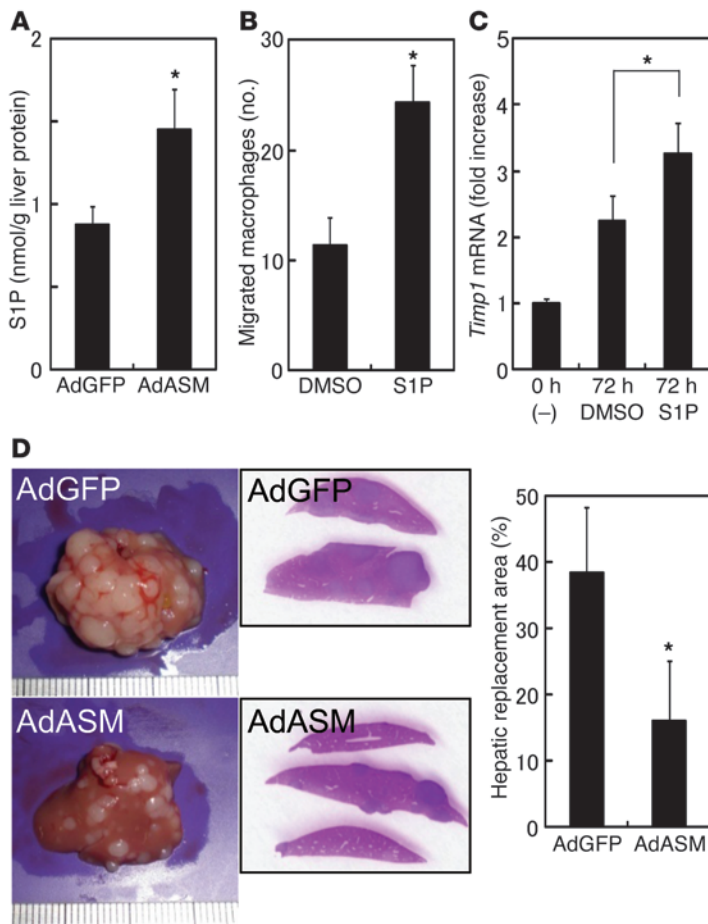 A
S1P (nmol/g liver protein)
2
1
0
*
AdGFP AdASM
B
Migrated macrophages (no.)
30
20
10
0
*
DMSO S1P
C
Timp1 mRNA (fold increase)
5
4
3
2
1
0
*
0 h 72 h 72 h
(–) DMSO S1P
D
AdGFP
AdGFP
AdASM
AdASM
Hepatic replacement area (%)
50
40
30
20
10
0
*
AdGFP AdASM